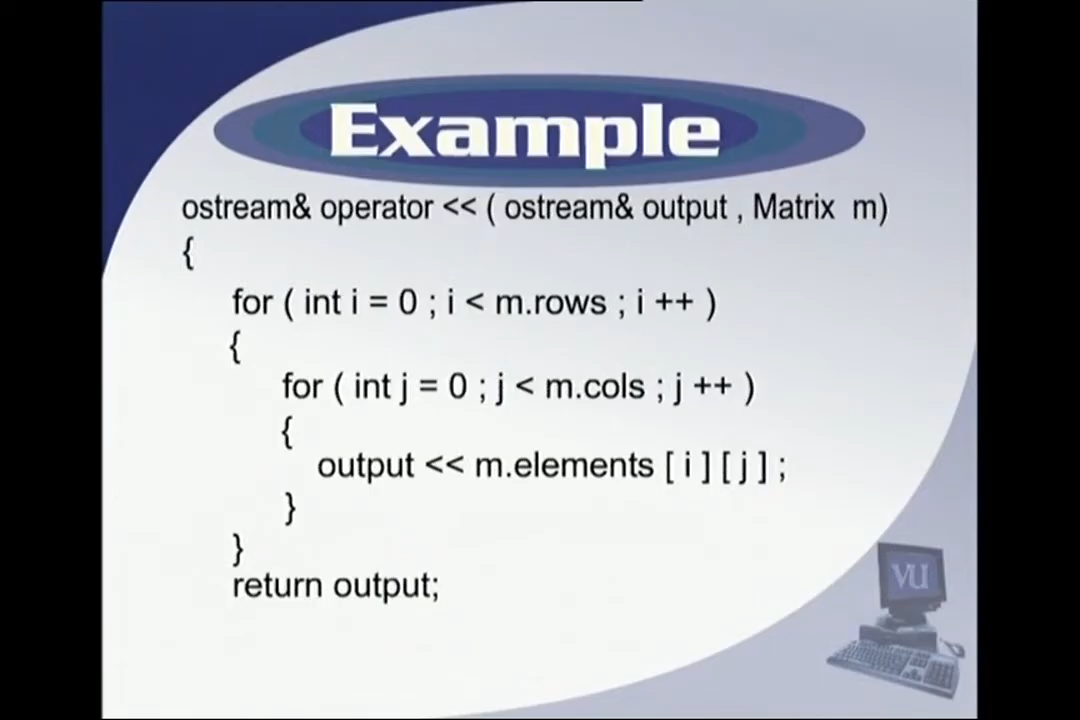 Example
ostream& operator << ( ostream& output , Matrix  m)
{
for ( int i = 0 ; i < m.rows ; i ++ )
{
for ( int j = 0 ; j < m.cols ; j ++ )
{
output << m.elements [ i ] [ j ] ;
}
}
return output;
VU